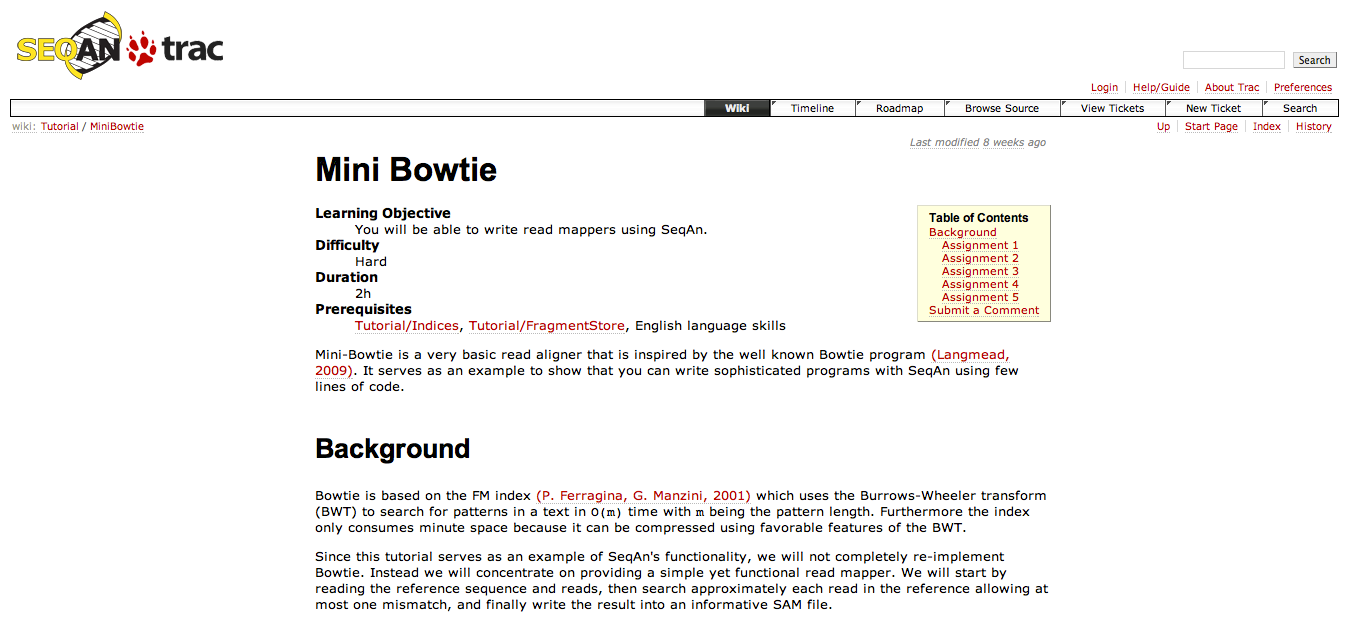 SEQAN trac
Search
Login Help/Guide About Trac Preferences
Wiki Timeline Roadmap Browse Source View Tickets New Ticket Search
wiki: Tutorial / MiniBowtie
Up Start Page Index History
Last modified 8 weeks ago
Mini Bowtie
Learning Objective
You will be able to write read mappers using SeqAn.
Difficulty
Hard
Duration
2h
Prerequisites
Tutorial/Indices, Tutorial/FragmentStore, English language skills
Table of Contents
Background
Assignment 1
Assignment 2
Assignment 3
Assignment 4
Assignment 5
Submit a Comment
Mini-Bowtie is a very basic read aligner that is inspired by the well known Bowtie program (Langmead,
2009). It serves as an example to show that you can write sophisticated programs with SeqAn using few
lines of code.
Background
Bowtie is based on the FM index (P. Ferragina, G. Manzini, 2001) which uses the Burrows-Wheeler transform
(BWT) to search for patterns in a text in O(m) time with m being the pattern length. Furthermore the index
only consumes minute space because it can be compressed using favorable features of the BWT.
Since this tutorial serves as an example of SeqAn's functionality, we will not completely re-implement
Bowtie. Instead we will concentrate on providing a simple yet functional read mapper. We will start by
reading the reference sequence and reads, then search approximately each read in the reference allowing at
most one mismatch, and finally write the result into an informative SAM file.